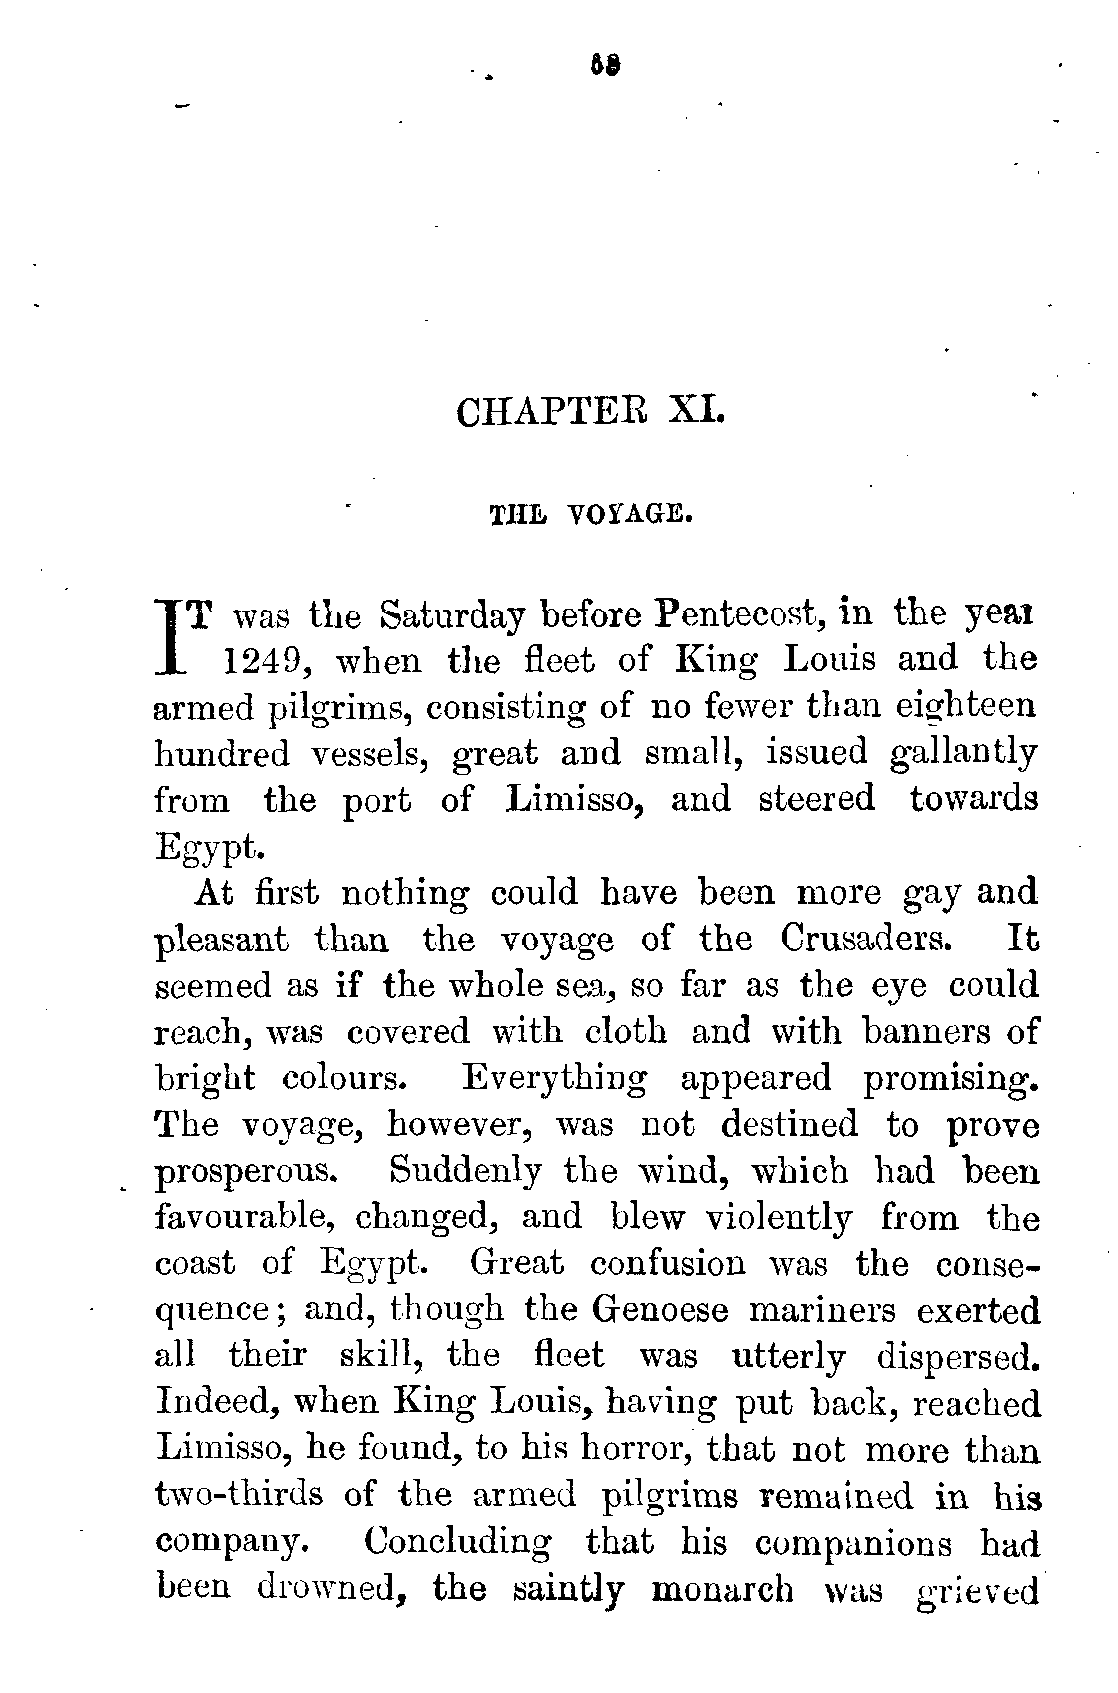 CHAPTER XI.
THE VOYAGE.
IT was the Saturday before Pentecost, in the year
1249, when the fleet of King Louis and the
armed pilgrims, consisting of no fewer than eighteen
hundred vessels, great and small, issued gallantly
from the port of Limisso, and steered towards
Egypt.
At first nothing could have been more gay and
pleasant than the voyage of the Crusaders. It
seemed as if the whole sea, so far as the eye could
reach, was covered with cloth and with banners of
bright colours. Everything appeared promising.
The voyage, however, was not destined to prove
prosperous. Suddenly the wind, which had been
favourable, changed, and blew violently from the
coast of Egypt. Great confusion was the conse-
quence; and, though the Genoese mariners exerted
all their skill, the fleet was utterly dispersed.
Indeed, when King Louis, having put back, reached
Limisso, he found, to his horror, that not more than
two-thirds of the armed pilgrims remained in his
company. Concluding that his companions had
been drowned, the saintly monarch was grieved